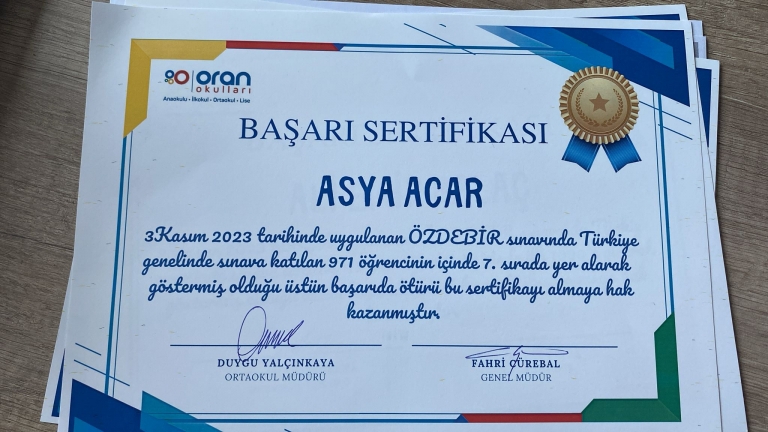 oran
okulları
Anaokulu • İlkokul • Ortaokul • Lise
BAŞARI SERTİFİKASI
ASYA ACAR
3 Kasım 2023 tarihinde uygulanan ÖZDEBİR sınavında Türkiye
genelinde sınava katılan 971 öğrencinin içinde 7. sırada yer alarak
göstermiş olduğu üstün başarıda ötürü bu sertifikayı almaya hak
kazanmıştır.
DUYGU YALÇINKAYA
ORTAOKUL MÜDÜRÜ
FAHRİ CÜREBAL
GENEL MÜDÜR